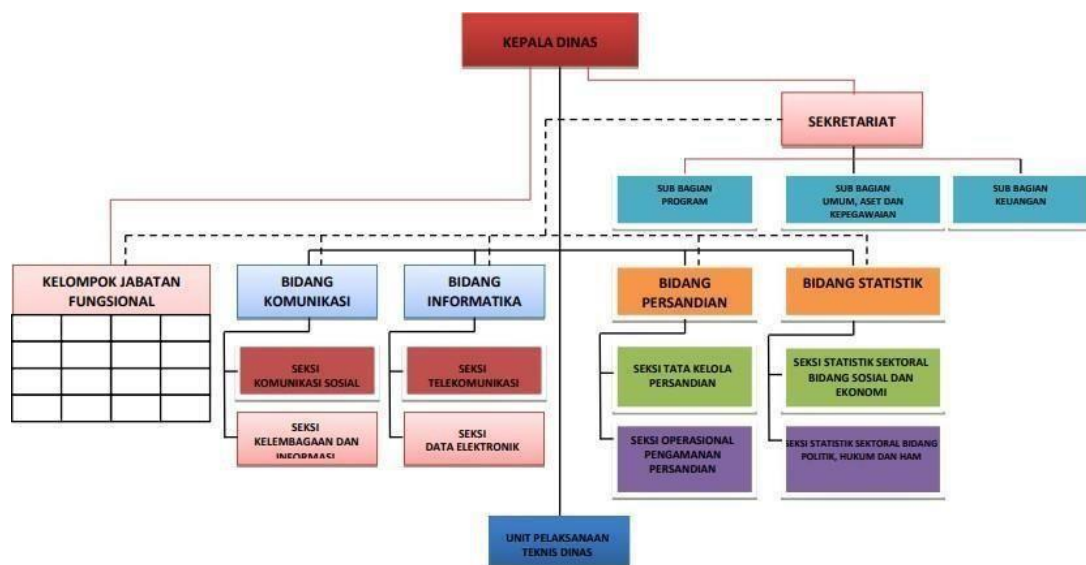 KEPALA DINAS
SEKRETARIAT
SUB BAGIAN
PROGRAM
SUB BAGIAN
UMUM, ASET DAN
KEPEGAWAIAN
SUB BAGIAN
KEUANGAN
KELOMPOK JABATAN
FUNGSIONAL
BIDANG
KOMUNIKASI
BIDANG
INFORMATIKA
BIDANG
PERSANDIAN
BIDANG STATISTIK
SEKSI
KOMUNIKASI SOSIAL
SEKSI
TELEKOMUNIKASI
SEKSI TATA KELOLA
PERSANDIAN
SEKSI STATISTIK SEKTORAL
BIDANG SOSIAL DAN
EKONOMI
SEKSI
KELEMBAGAAN DAN
INFORMASI
SEKSI
DATA ELEKTRONIK
SEKSI OPERASIONAL
PENGAMANAN
PERSANDIAN
SEKSI STATISTIK SEKTORAL BIDANG
POLITIK, HUKUM DAN HAM
UNIT PELAKSANAAN
TEKNIS DINAS